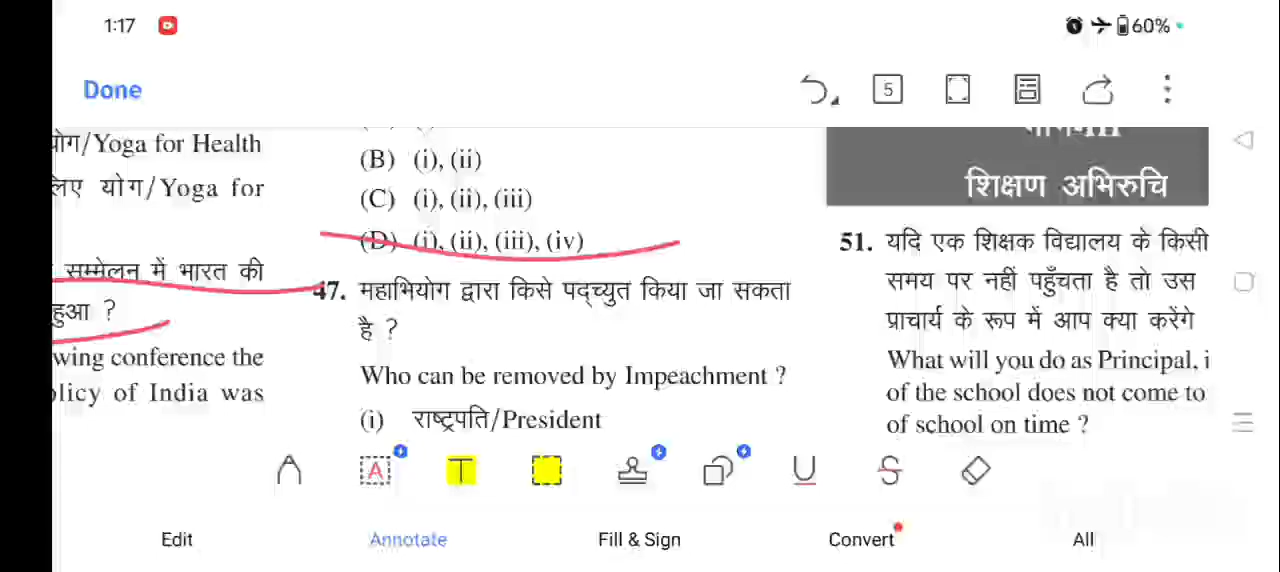 1:17
60%
Done
5
योग/Yoga for Health
लिए योग/Yoga for
सम्मेलन में भारत की
हुआ ?
wing conference the
olicy of India was
(B) (i), (ii)
(C) (i), (ii), (iii)
(D) (i), (ii), (iii), (iv)
47. महाभियोग द्वारा किसे पद्च्युत किया जा सकता
है ?
Who can be removed by Impeachment ?
(i) राष्ट्रपति/President
शिक्षण अभिरुचि
51. यदि एक शिक्षक विद्यालय के किसी
समय पर नहीं पहुँचता है तो उस
प्राचार्य के रूप में आप क्या करेंगे
What will you do as Principal, i
of the school does not come to
of school on time ?
A
T
U
S
Edit
Annotate
Fill & Sign
Convert
All